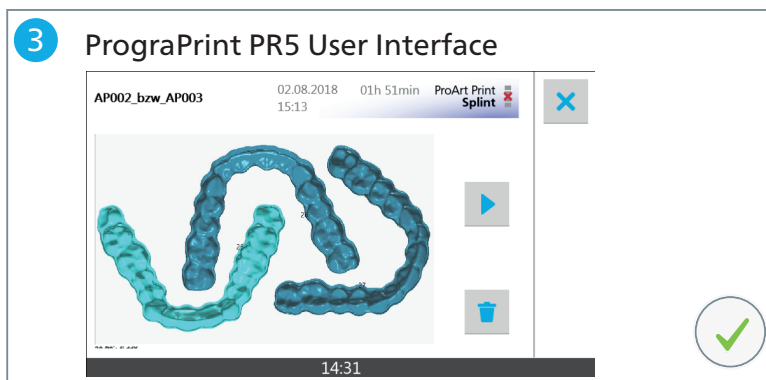 3
PrograPrint PR5 User Interface
AP002_bzw_AP003
02.08.2018
15:13
01h 51min
ProArt Print
Splint
14:31